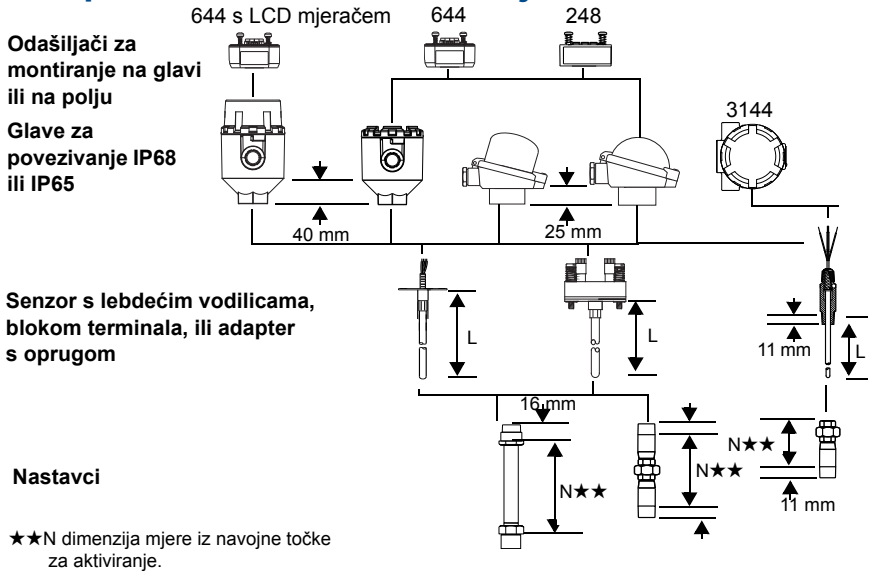 644 s LCD mjeračem 644 248
Odašiljači za
montiranje na glavi
ili na polju
3144
Glave za
povezivanje IP68
ili IP65
40 mm 25 mm
Senzor s lebdećim vodilicama,
blokom terminala, ili adapter
s oprugom
L L 11 mm L
16 mm
N★★ N★★ N★★
11 mm
Nastavci
★★N dimenzija mjere iz navojne točke
za aktiviranje.